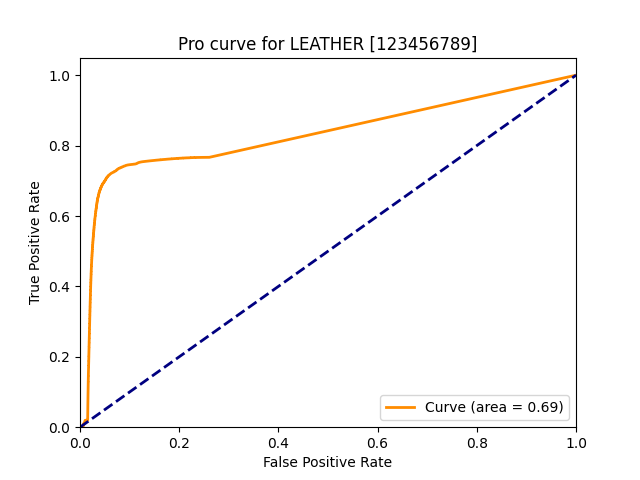 Pro curve for LEATHER [123456789]
True Positive Rate
1.0
0.8
0.6
0.4
0.2
0.0
0.0 0.2 0.4 0.6 0.8 1.0
False Positive Rate
Curve (area = 0.69)